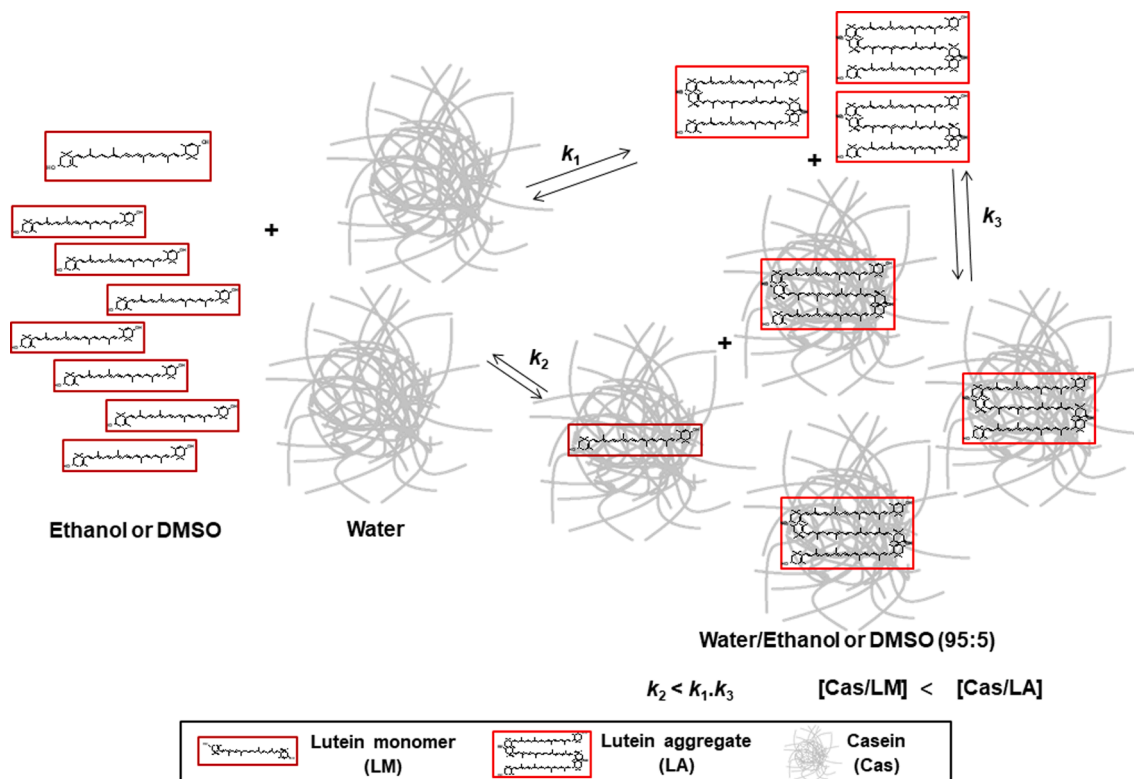 +
k1
+
k3
+
k2
Ethanol or DMSO
Water
Water/Ethanol or DMSO (95:5)
k2 < k1.k3
[Cas/LM] < [Cas/LA]
Lutein monomer
(LM)
Lutein aggregate
(LA)
Casein
(Cas)